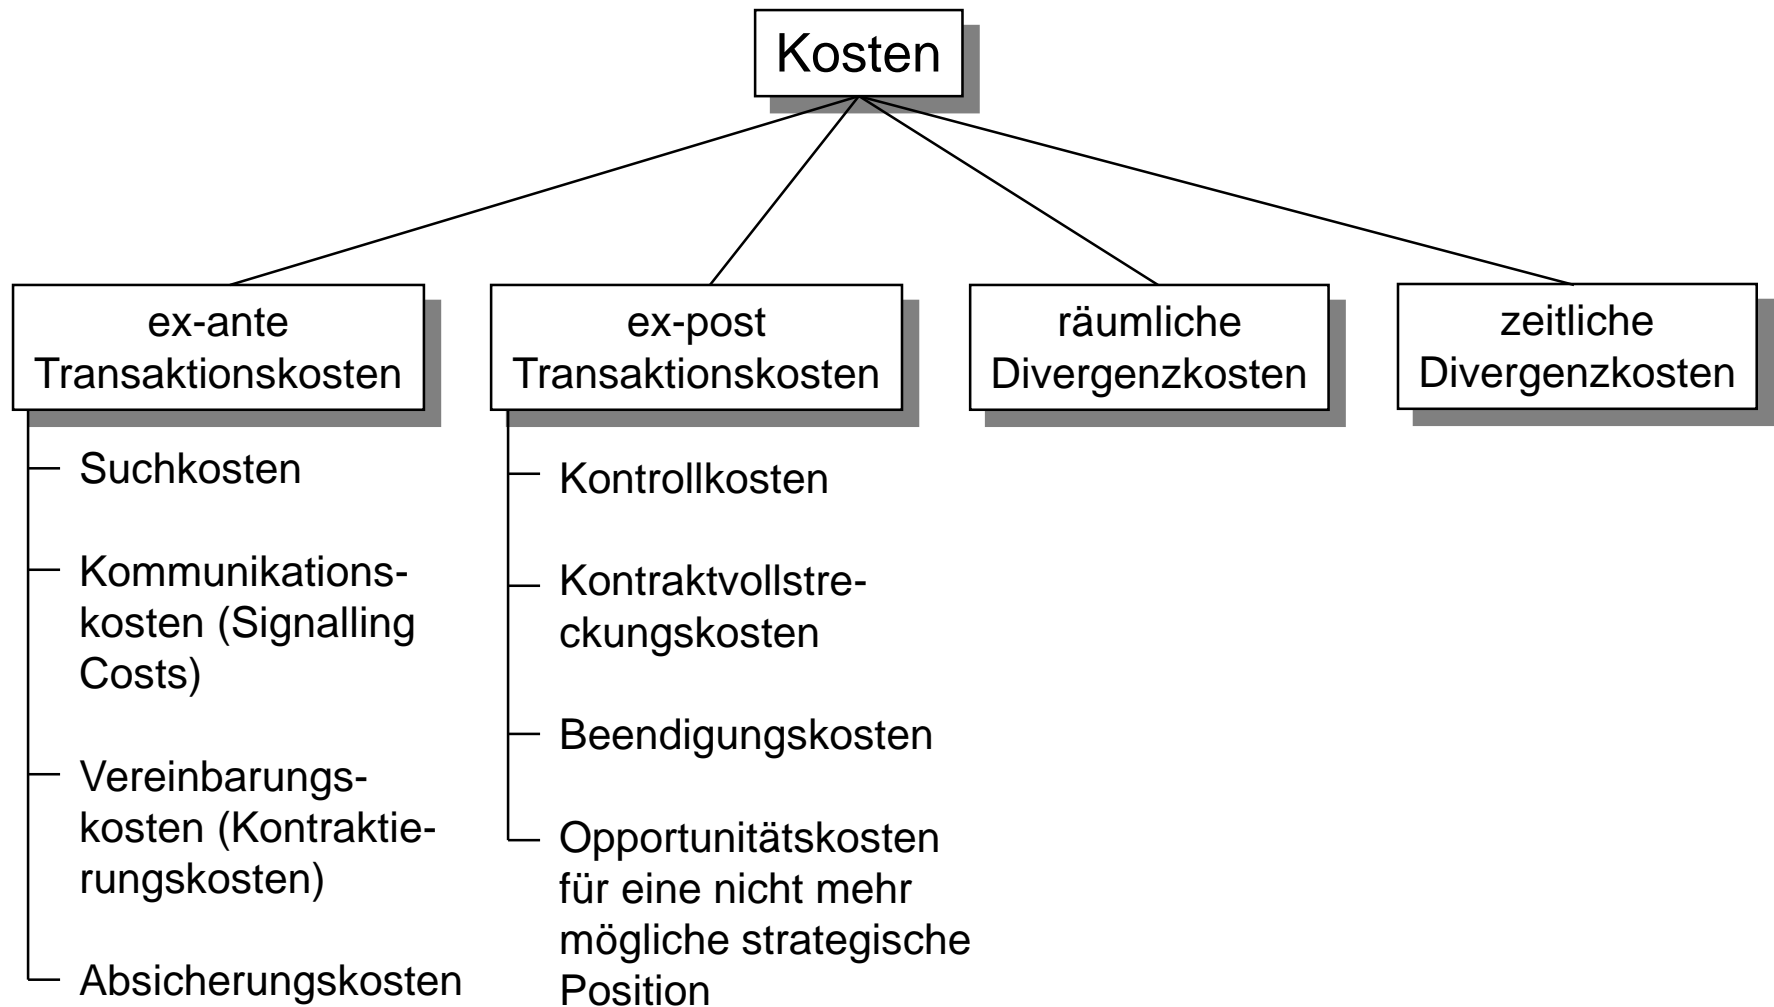 Kosten
ex-ante
Transaktionskosten
Suchkosten
Kommunikations-
kosten (Signalling
Costs)
Vereinbarungs-
kosten (Kontraktie-
rungskosten)
Absicherungskosten
ex-post
Transaktionskosten
Kontrollkosten
Kontraktvollstre-
ckungskosten
Beendigungskosten
Opportunitätskosten
für eine nicht mehr
mögliche strategische
Position
räumliche
Divergenzkosten
zeitliche
Divergenzkosten